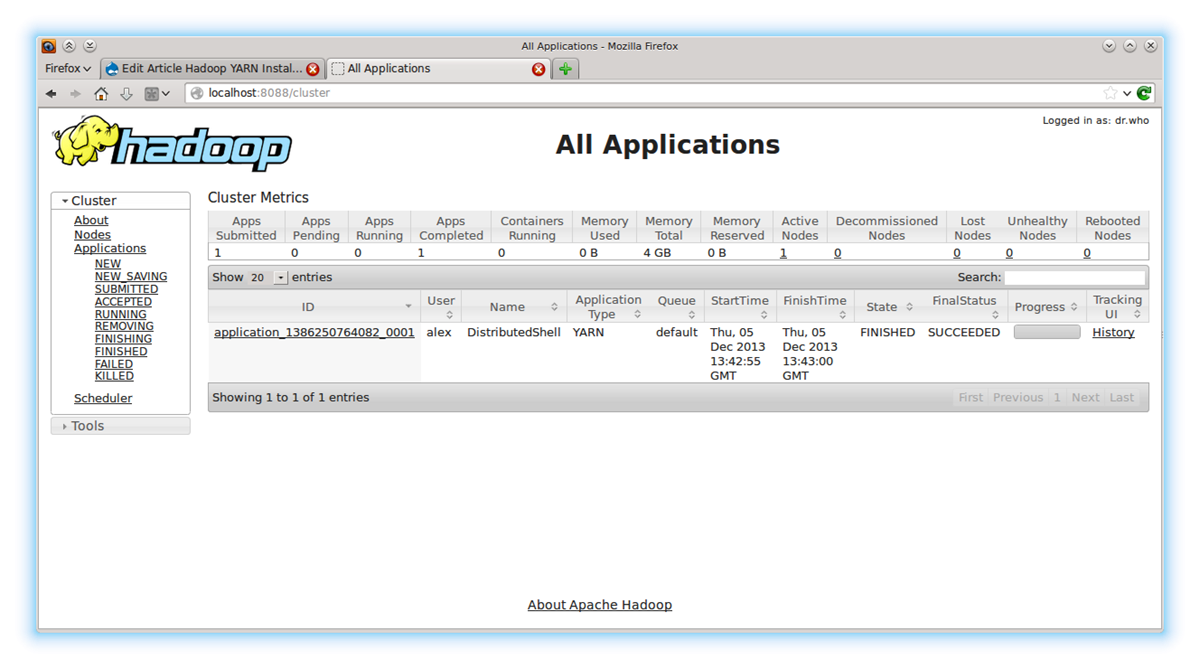 All Applications - Mozilla Firefox
Firefox
Edit Article Hadoop YARN Instal...
All Applications
localhost:8088/cluster
Logged in as: dr.who
hadoop
All Applications
Cluster
About
Nodes
Applications
NEW
NEW_SAVING
SUBMITTED
ACCEPTED
RUNNING
REMOVING
FINISHING
FINISHED
FAILED
KILLED
Scheduler
Tools
Cluster Metrics
Apps Apps Apps Apps Containers Memory Memory Memory Active Decommissioned Lost Unhealthy Rebooted
Submitted Pending Running Completed Running Used Total Reserved Nodes Nodes Nodes Nodes Nodes
1 0 0 1 0 0 B 4 GB 0 B 1 0 0 0 0
Show 20 entries Search:
ID User Name Application Type Queue StartTime FinishTime State FinalStatus Progress Tracking UI
application_1386250764082_0001 alex DistributedShell YARN default Thu, 05 Thu, 05 FINISHED SUCCEEDED History
Dec 2013 Dec 2013
13:42:55 13:43:00
GMT GMT
Showing 1 to 1 of 1 entries First Previous 1 Next Last
About Apache Hadoop